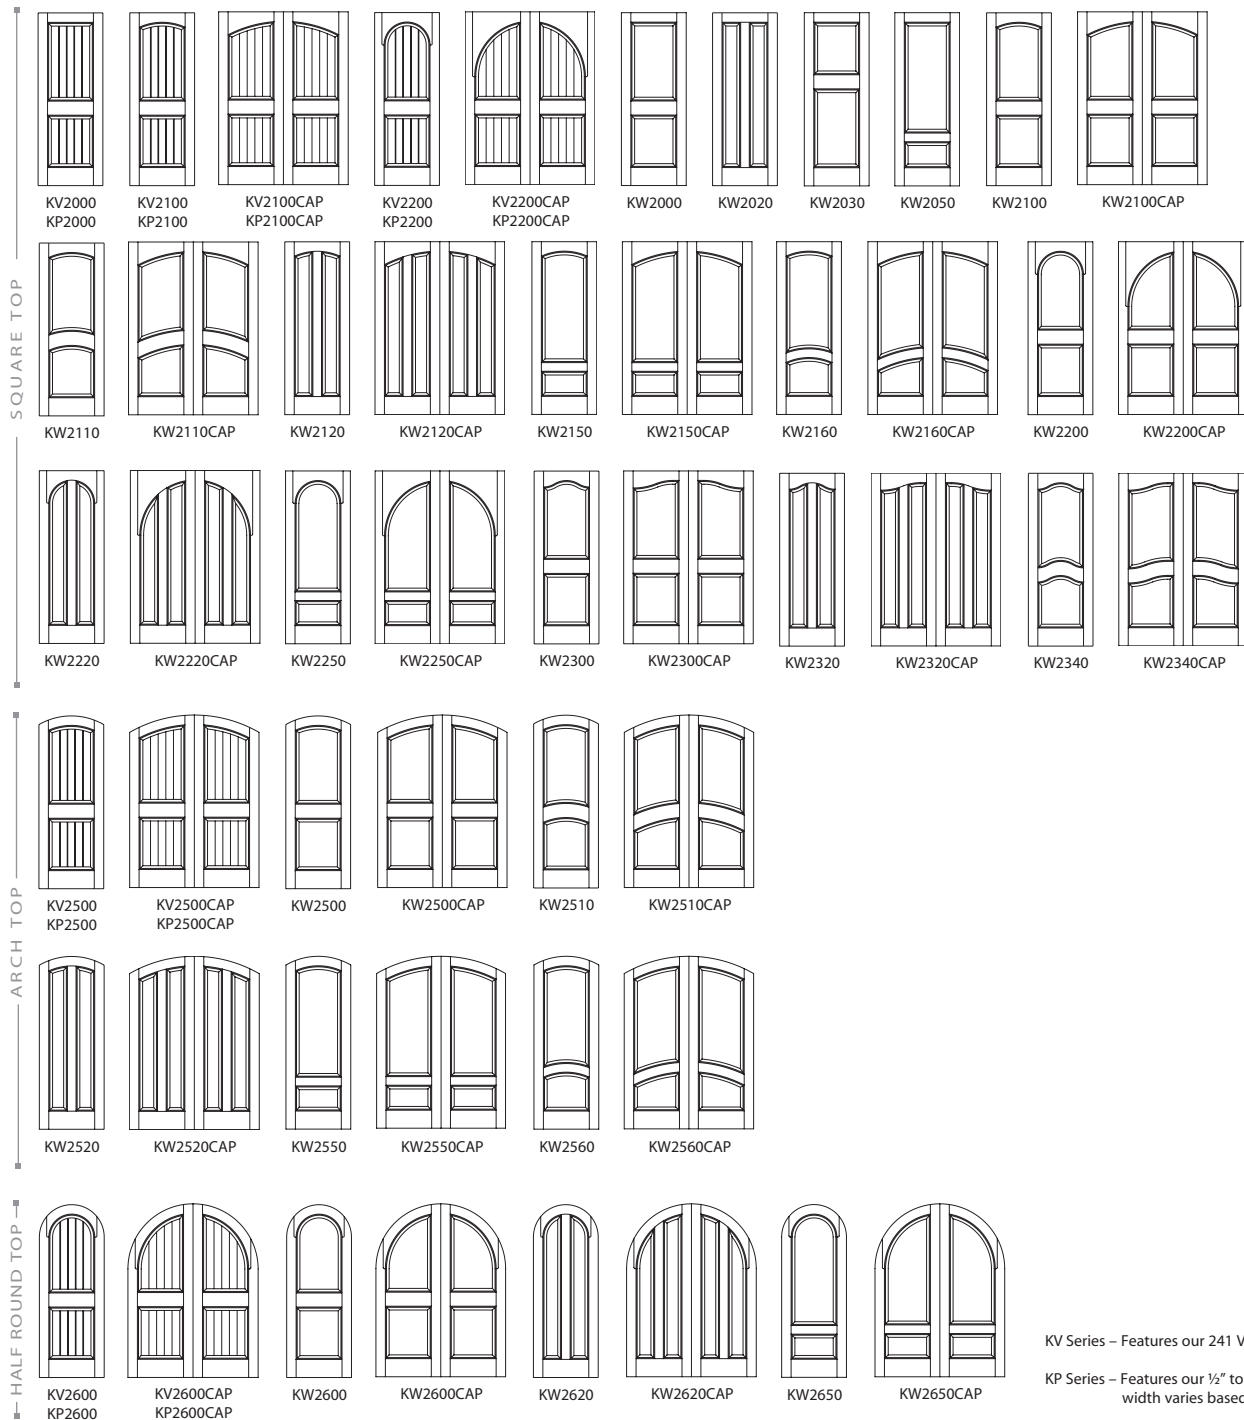 SQUARE TOP
KV2000
KP2000
KV2100
KP2100
KV2100CAP
KP2100CAP
KV2200
KP2200
KV2200CAP
KP2200CAP
KW2000
KW2020
KW2030
KW2050
KW2100
KW2100CAP
KW2110
KW2110CAP
KW2120
KW2120CAP
KW2150
KW2150CAP
KW2160
KW2160CAP
KW2200
KW2200CAP
KW2220
KW2220CAP
KW2250
KW2250CAP
KW2300
KW2300CAP
KW2320
KW2320CAP
KW2340
KW2340CAP
ARCH TOP
KV2500
KP2500
KV2500CAP
KP2500CAP
KW2500
KW2500CAP
KW2510
KW2510CAP
KW2520
KW2520CAP
KW2550
KW2550CAP
KW2560
KW2560CAP
HALF ROUND TOP
KV2600
KP2600
KV2600CAP
KP2600CAP
KW2600
KW2600CAP
KW2620
KW2620CAP
KW2650
KW2650CAP
KV Series – Features our 241 V
KP Series – Features our ½” to
width varies based